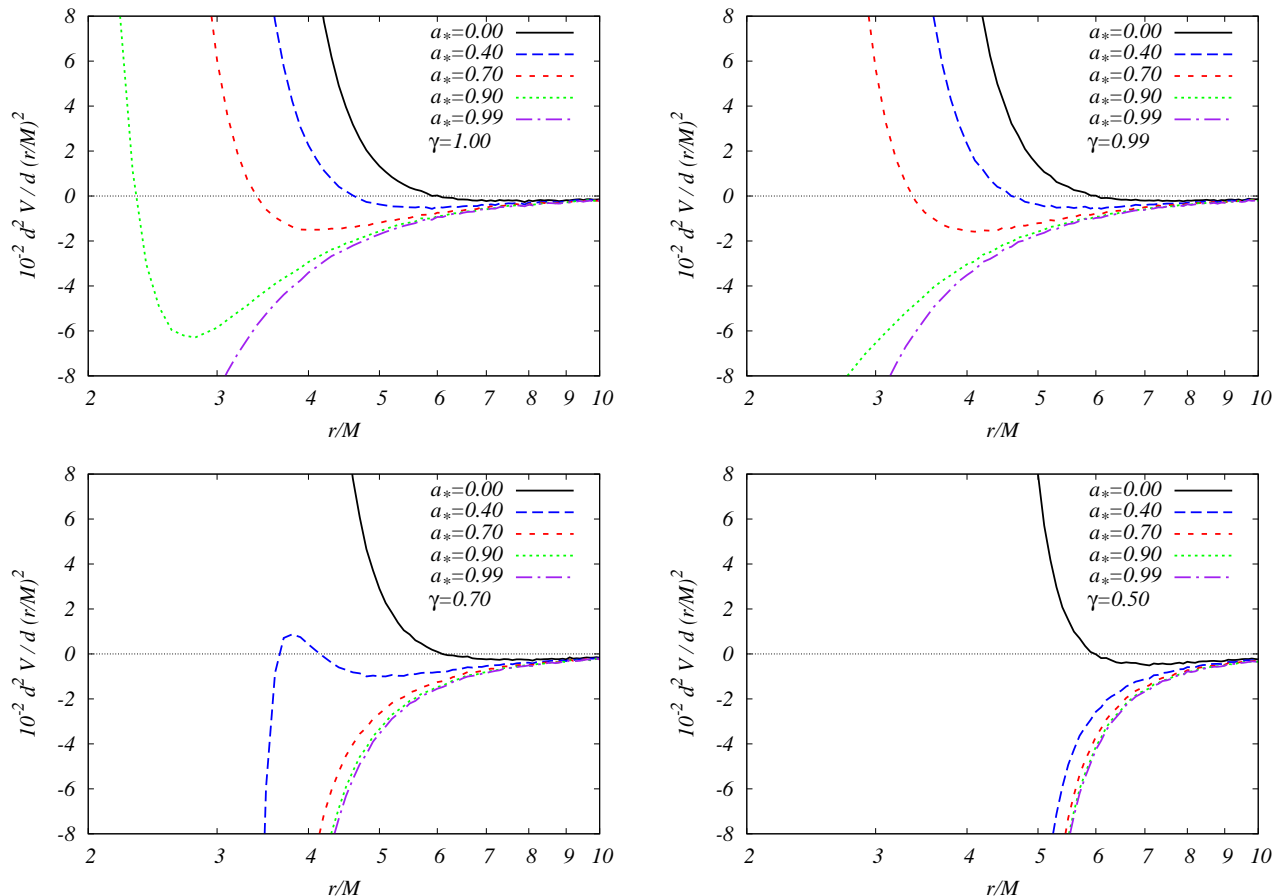 8
6
4
2
0
-2
-4
-6
-8
10⁻² d² V / d (r/M)²
a*=0.00
a*=0.40
a*=0.70
a*=0.90
a*=0.99
γ=1.00
2 3 4 5 6 7 8 9 10
r/M
8
6
4
2
0
-2
-4
-6
-8
10⁻² d² V / d (r/M)²
a*=0.00
a*=0.40
a*=0.70
a*=0.90
a*=0.99
γ=0.99
2 3 4 5 6 7 8 9 10
r/M
8
6
4
2
0
-2
-4
-6
-8
10⁻² d² V / d (r/M)²
a*=0.00
a*=0.40
a*=0.70
a*=0.90
a*=0.99
γ=0.70
2 3 4 5 6 7 8 9 10
r/M
8
6
4
2
0
-2
-4
-6
-8
10⁻² d² V / d (r/M)²
a*=0.00
a*=0.40
a*=0.70
a*=0.90
a*=0.99
γ=0.50
2 3 4 5 6 7 8 9 10
r/M